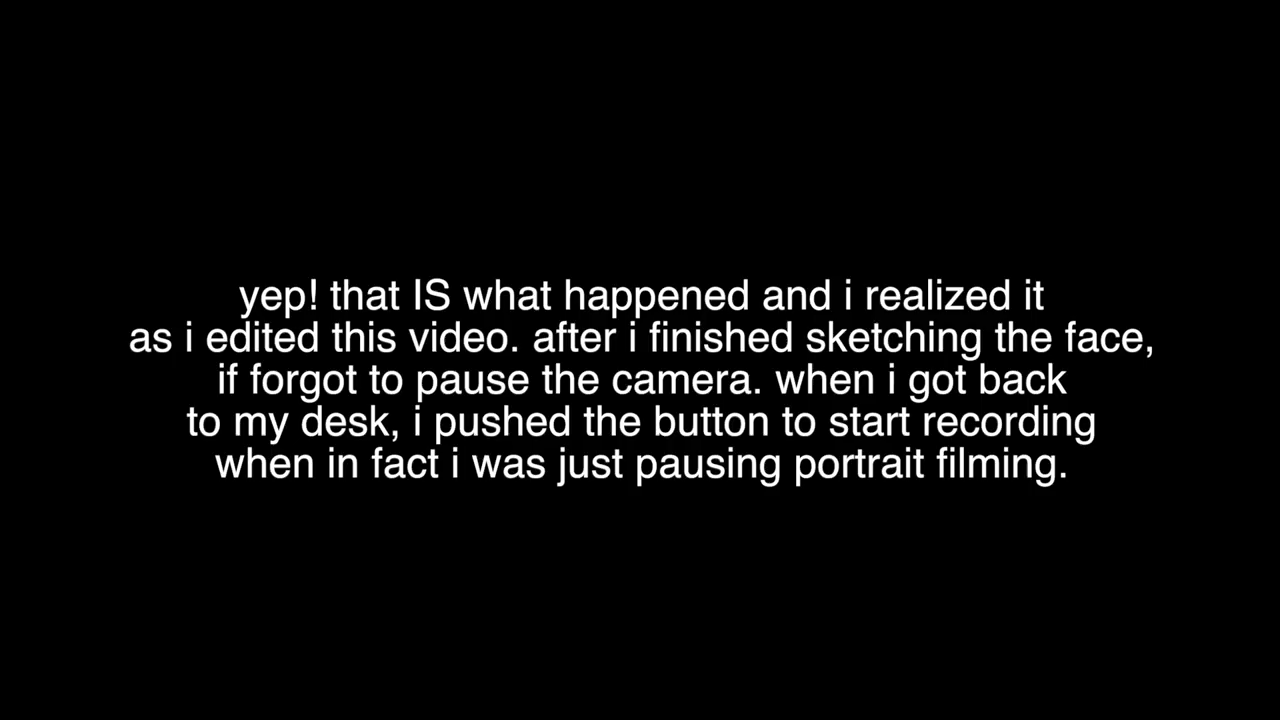 yep! that IS what happened and i realized it
as i edited this video. after i finished sketching the face,
if forgot to pause the camera. when i got back
to my desk, i pushed the button to start recording
when in fact i was just pausing portrait filming.